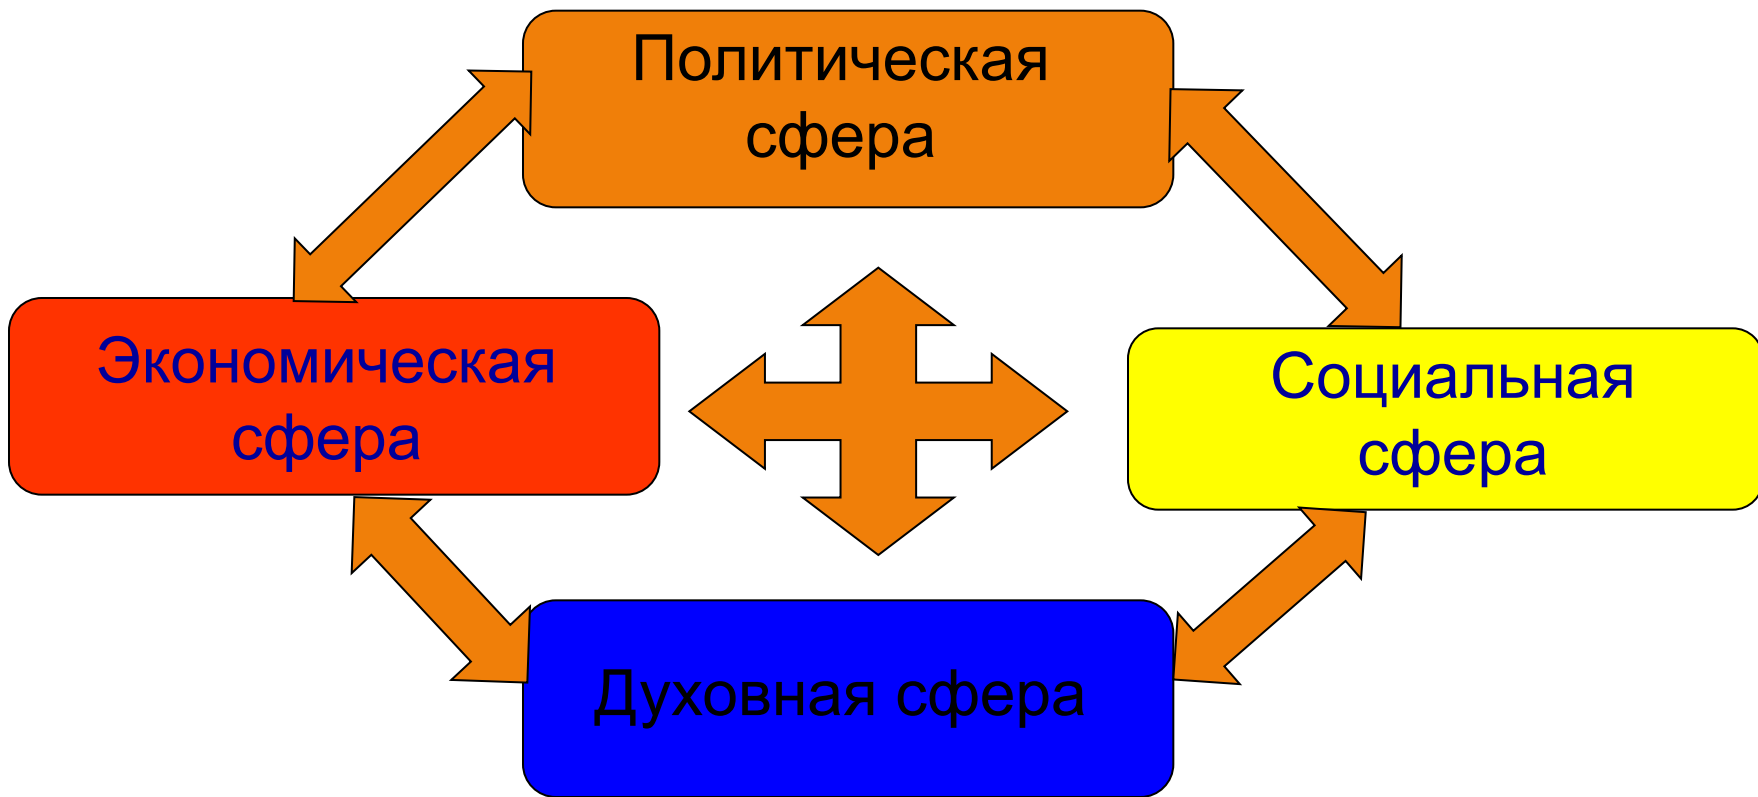 Политическая
сфера
Экономическая
сфера
Социальная
сфера
Духовная сфера